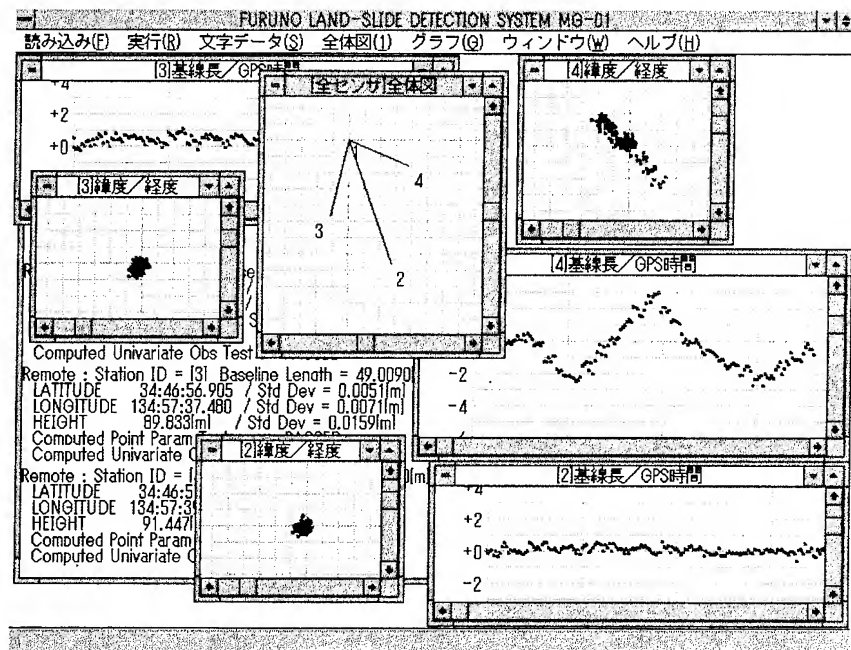 FURUNO LAND-SLIDE DETECTION SYSTEM MG-01
読み込み(F) 実行(R) 文字データ(S) 全体図(1) グラフ(G) ウィンドウ(W) ヘルプ(H)
[3]基線長/GPS時間
+4
+2
+0
[全センサ]全体図
4
3
2
[4]緯度/経度
[3]緯度/経度
[4]基線長/GPS時間
-2
-4
Computed Univariate Obs Test
Remote : Station ID = [3] Baseline Length = 49.0090[
LATITUDE 34:46:56.905 / Std Dev = 0.0051[m]
LONGITUDE 134:57:37.480 / Std Dev = 0.0071[m]
HEIGHT 89.833[m] / Std Dev = 0.0159[m]
Computed Point Param
Computed Univariate O
Remote : Station ID = [
LATITUDE 34:46:5
LONGITUDE 134:57:3
HEIGHT 91.447[
Computed Point Param
Computed Univariate
[2]緯度/経度
[2]基線長/GPS時間
+2
+0
-2